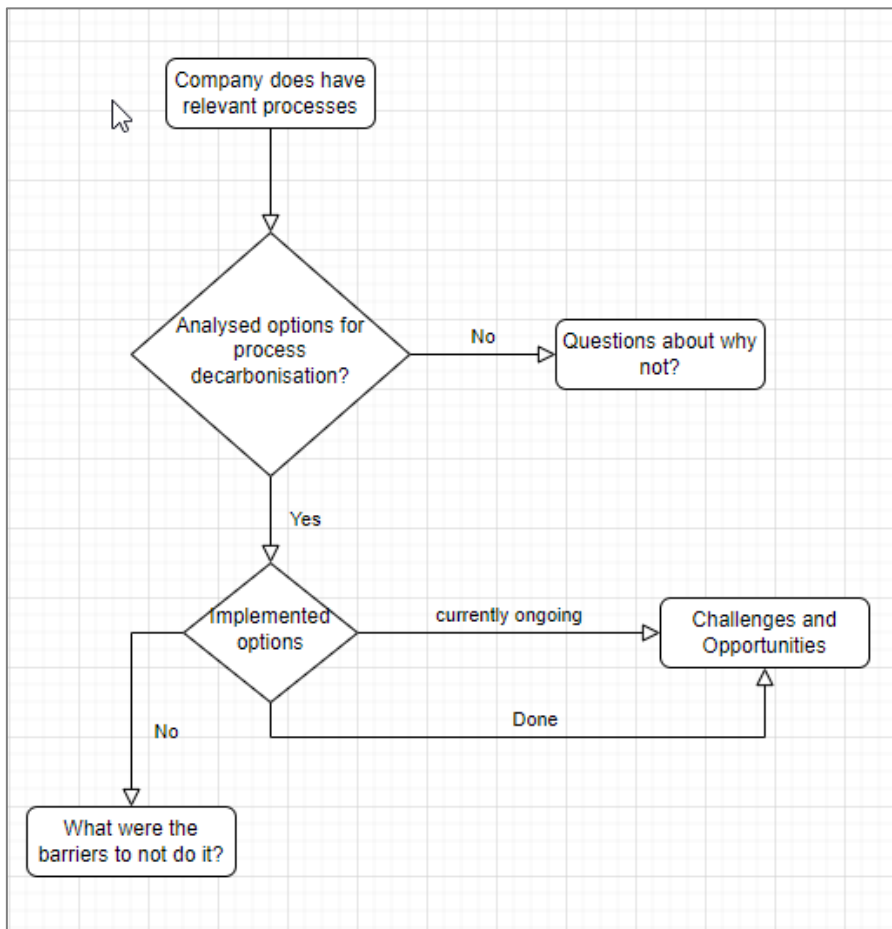 Company does have
relevant processes
Analysed options for
process
decarbonisation?
No
Questions about why
not?
Yes
Implemented
options
currently ongoing
Challenges and
Opportunities
Done
No
What were the
barriers to not do it?